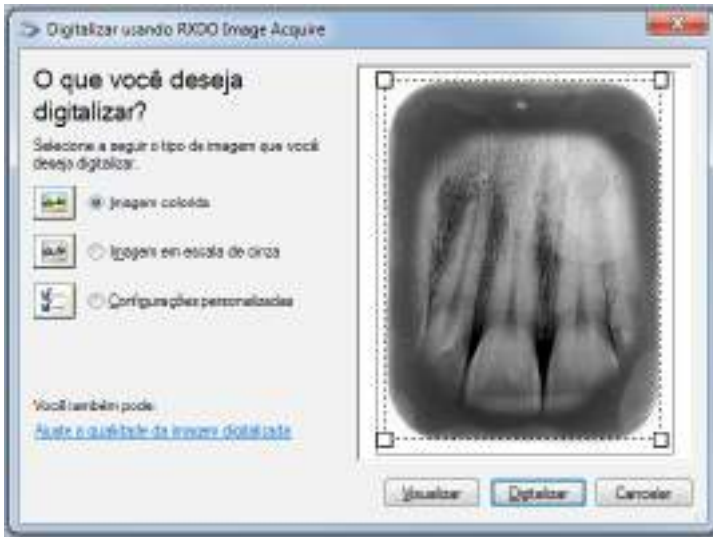 Digitalizar usando RXDO Image Acquire
O que você deseja
digitalizar?
Selecione a seguir o tipo de imagem que você
deseja digitalizar.
Imagem colorida
Imagem em escala de cinza
Configurações personalizadas
Você também pode:
Ajuste a qualidade da imagem digitalizada
Visualizar
Digitalizar
Cancelar